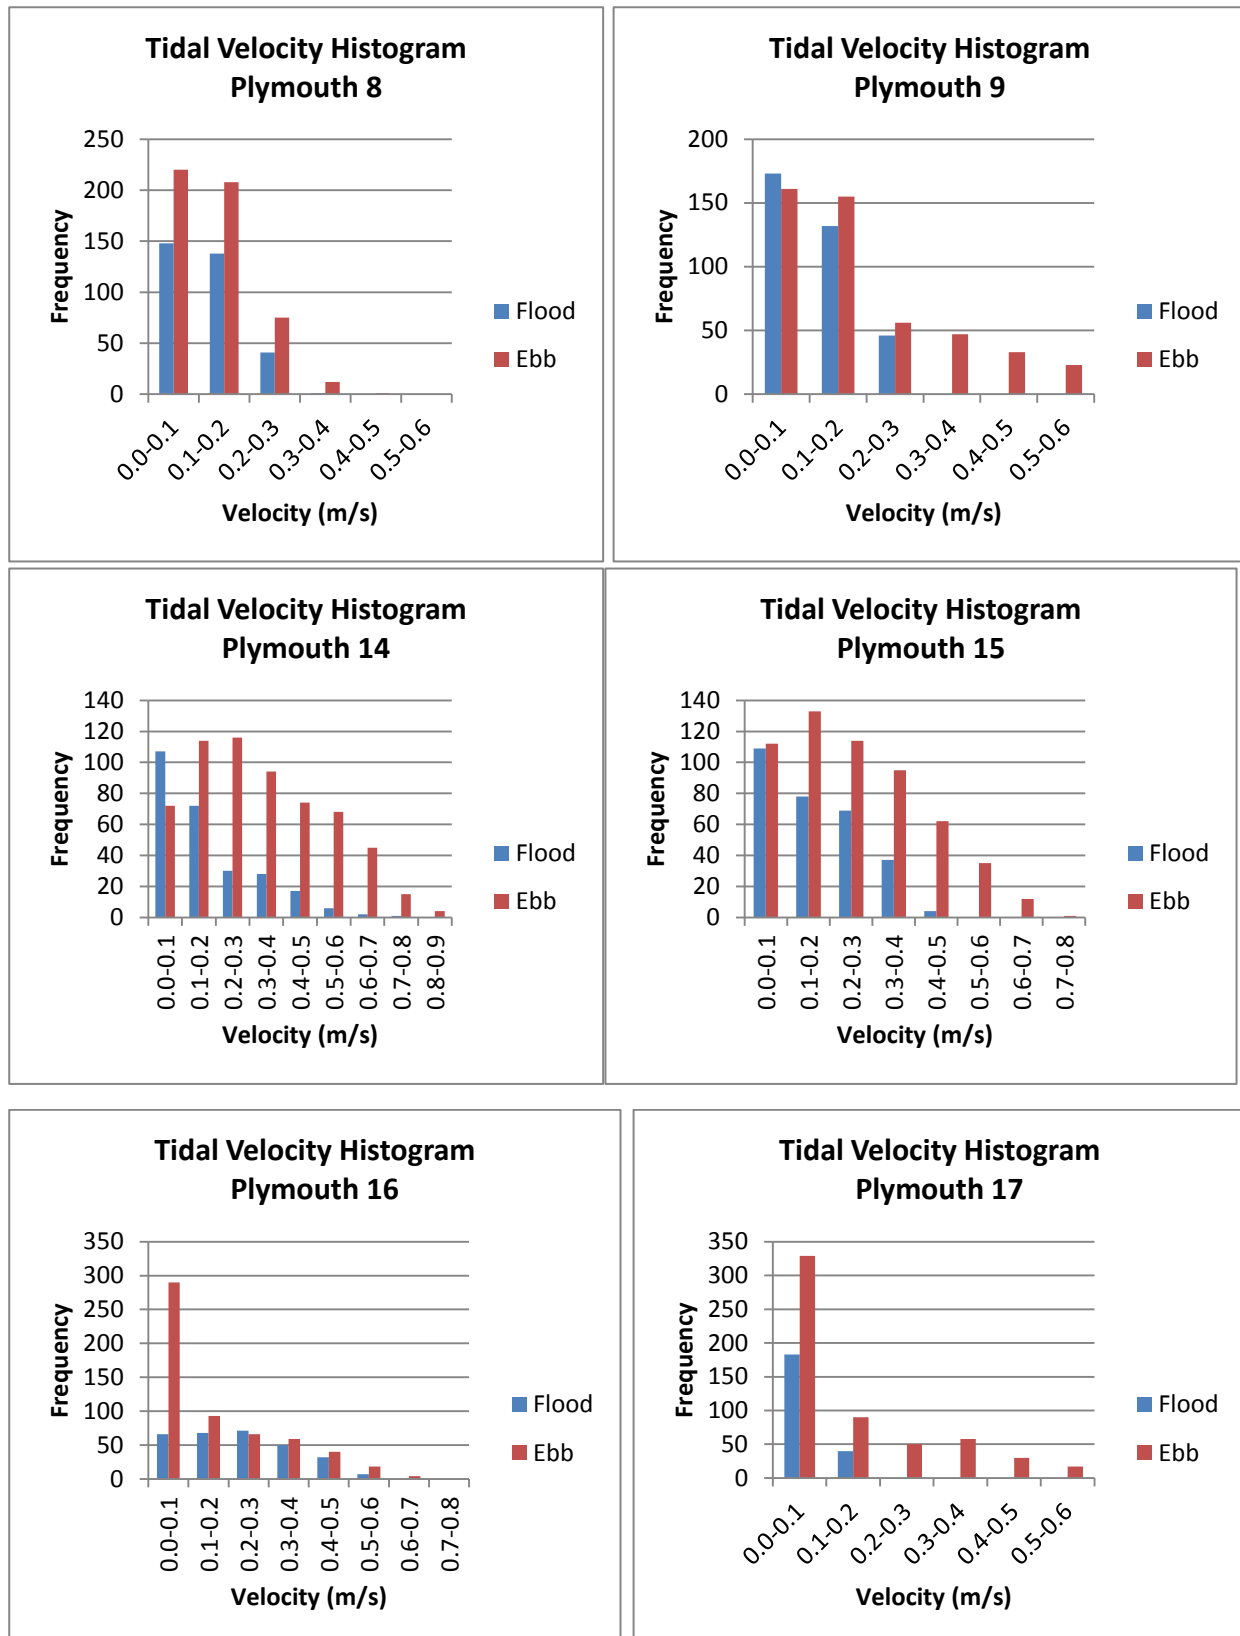 Tidal Velocity Histogram
Plymouth 8
250
200
150
100
50
0
Frequency
0.0-0.1
0.1-0.2
0.2-0.3
0.3-0.4
0.4-0.5
0.5-0.6
Velocity (m/s)
Flood
Ebb
Tidal Velocity Histogram
Plymouth 9
200
150
100
50
0
Frequency
0.0-0.1
0.1-0.2
0.2-0.3
0.3-0.4
0.4-0.5
0.5-0.6
Velocity (m/s)
Flood
Ebb
Tidal Velocity Histogram
Plymouth 14
140
120
100
80
60
40
20
0
Frequency
0.0-0.1
0.1-0.2
0.2-0.3
0.3-0.4
0.4-0.5
0.5-0.6
0.6-0.7
0.7-0.8
0.8-0.9
Velocity (m/s)
Flood
Ebb
Tidal Velocity Histogram
Plymouth 15
140
120
100
80
60
40
20
0
Frequency
0.0-0.1
0.1-0.2
0.2-0.3
0.3-0.4
0.4-0.5
0.5-0.6
0.6-0.7
0.7-0.8
Velocity (m/s)
Flood
Ebb
Tidal Velocity Histogram
Plymouth 16
350
300
250
200
150
100
50
0
Frequency
0.0-0.1
0.1-0.2
0.2-0.3
0.3-0.4
0.4-0.5
0.5-0.6
0.6-0.7
0.7-0.8
Velocity (m/s)
Flood
Ebb
Tidal Velocity Histogram
Plymouth 17
350
300
250
200
150
100
50
0
Frequency
0.0-0.1
0.1-0.2
0.2-0.3
0.3-0.4
0.4-0.5
0.5-0.6
Velocity (m/s)
Flood
Ebb